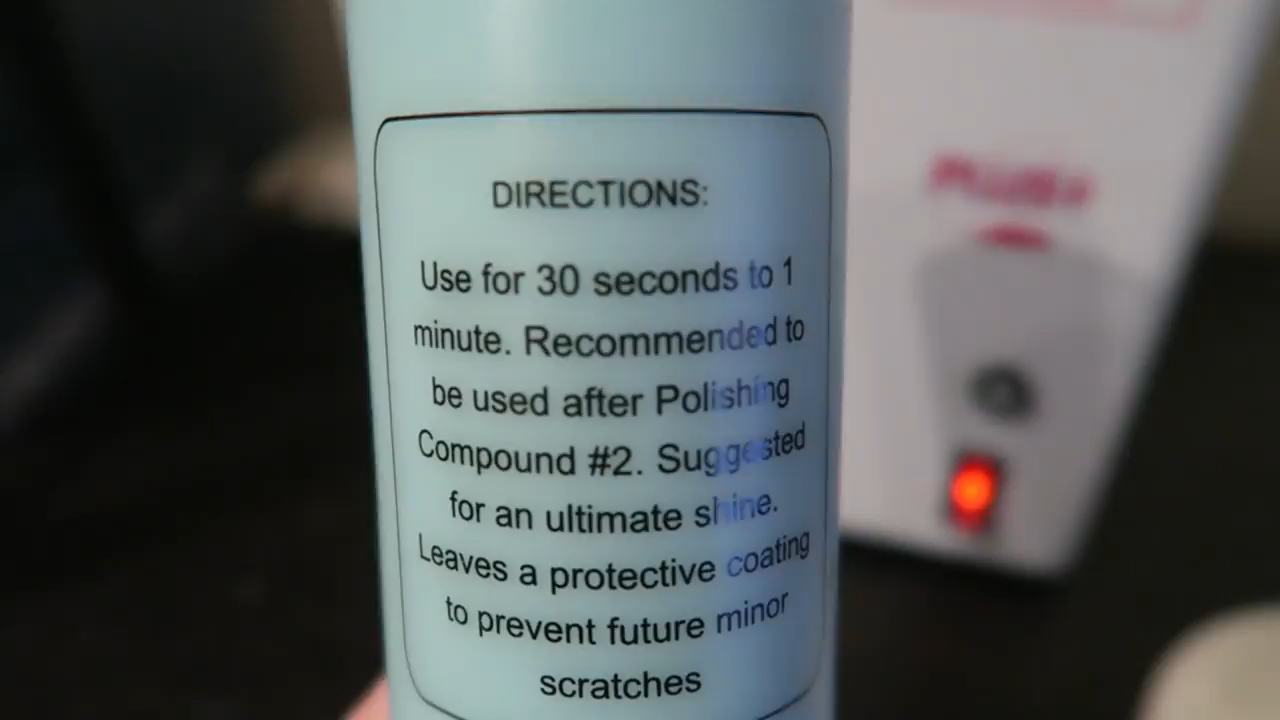 DIRECTIONS:
Use for 30 seconds to 1
minute. Recommended to
be used after Polishing
Compound #2. Suggested
for an ultimate shine.
Leaves a protective coating
to prevent future minor
scratches